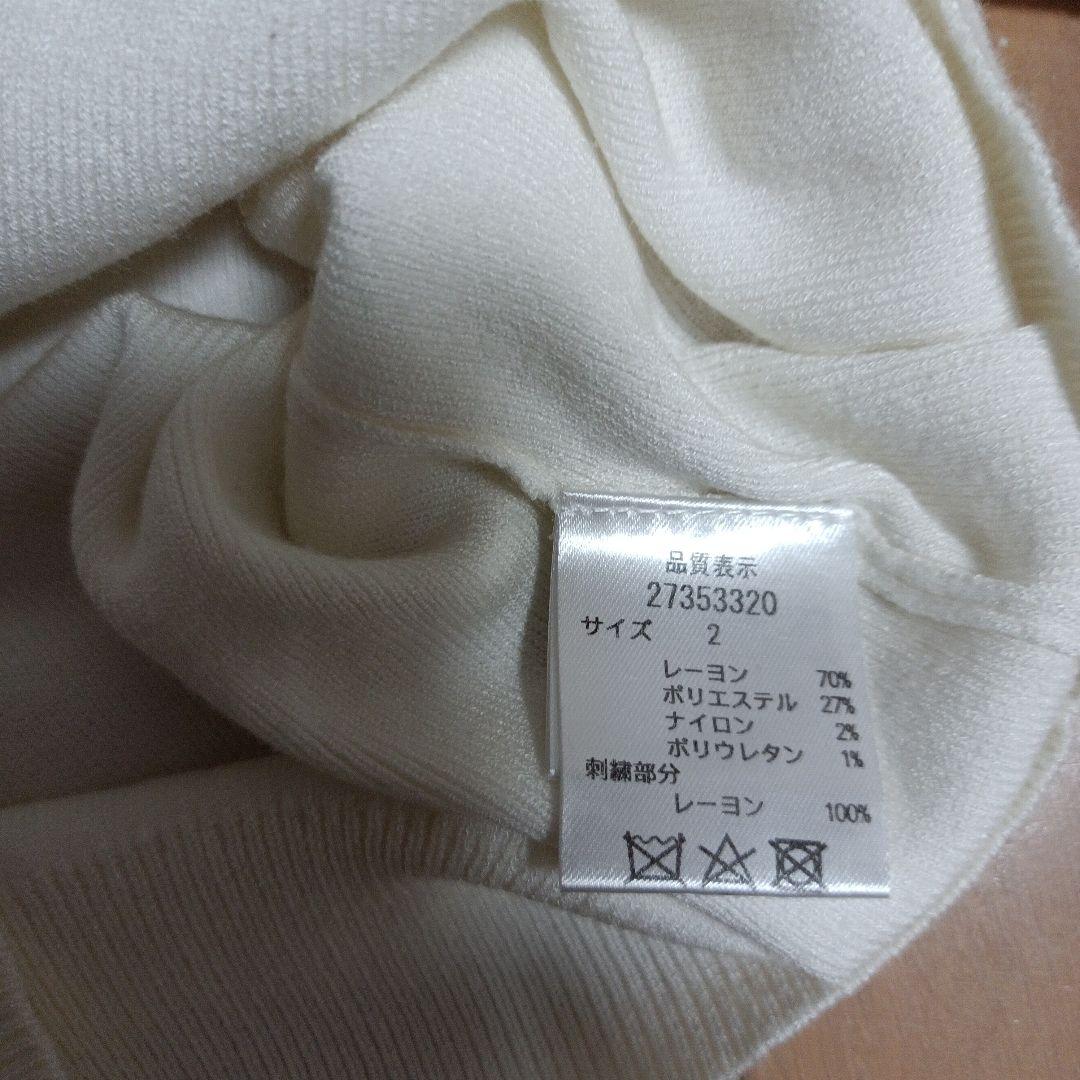 品質表示
27353320
サイズ 2
レーヨン 70%
ポリエステル 27%
ナイロン 2%
ポリウレタン 1%
刺繍部分
レーヨン 100%